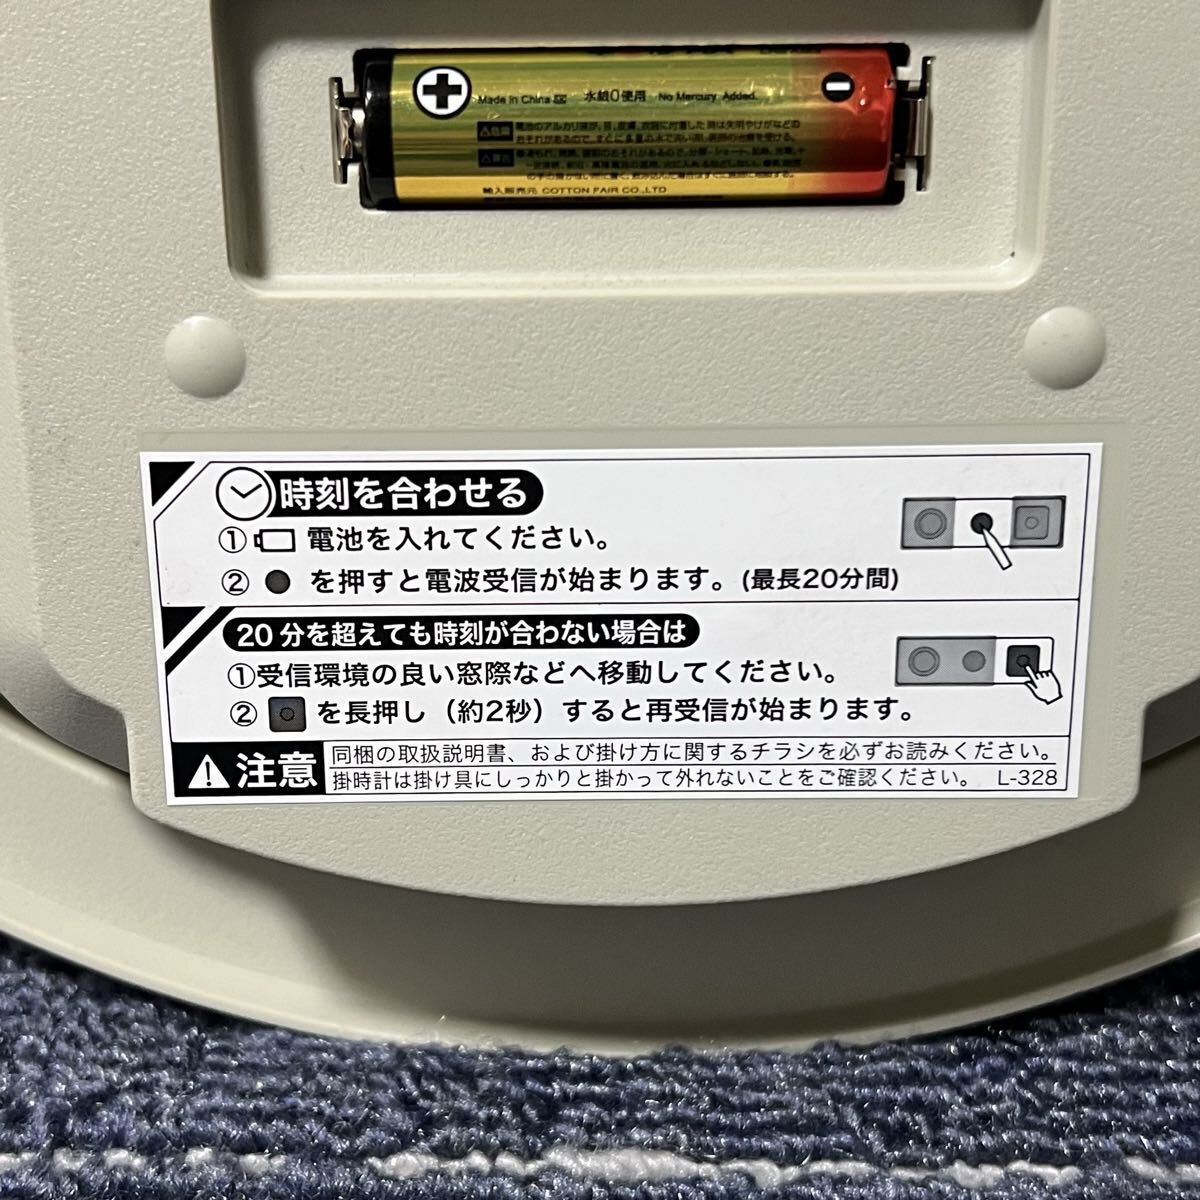 Made in China
水銀0使用 No Mercury Added.
輸入販売元 COTTON FAIR CO.,LTD
時刻を合わせる
① 電池を入れてください。
② ● を押すと電波受信が始まります。(最長20分間)
20分を超えても時刻が合わない場合は
①受信環境の良い窓際などへ移動してください。
② を長押し（約2秒）すると再受信が始まります。
注意
同梱の取扱説明書、および掛け方に関するチラシを必ずお読みください。
掛時計は掛け具にしっかりと掛かって外れないことをご確認ください。 L-328